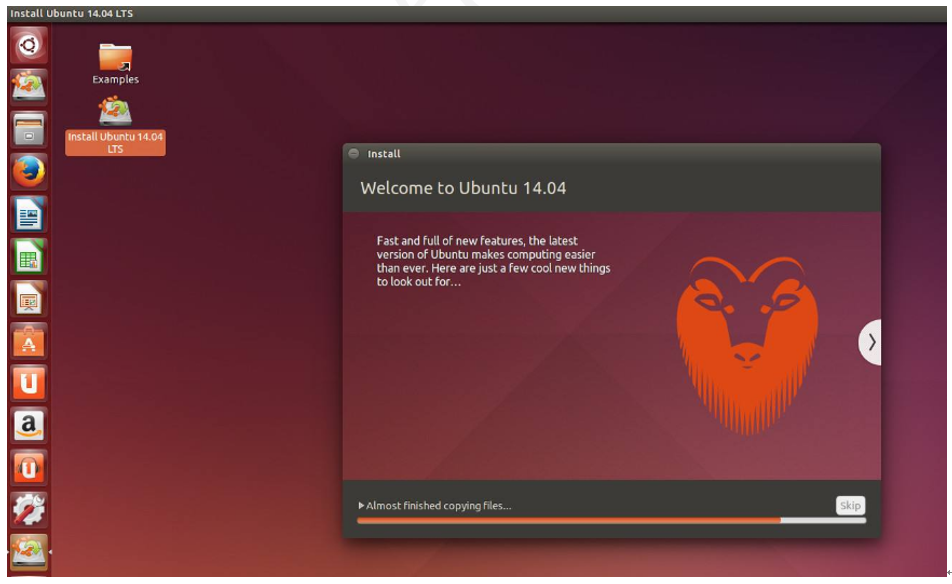 Install Ubuntu 14.04 LTS
Examples
Install Ubuntu 14.04
LTS
Install
Welcome to Ubuntu 14.04
Fast and full of new features, the latest
version of Ubuntu makes computing easier
than ever. Here are just a few cool new things
to look out for…
Almost finished copying files...
Skip